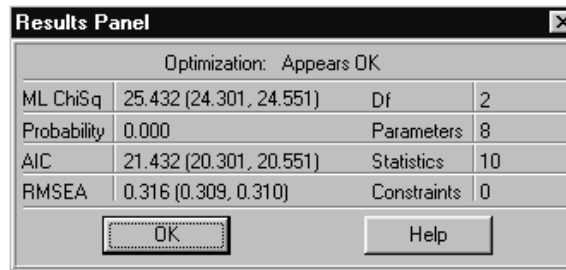 Results Panel
Optimization: Appears OK
ML ChiSq 25.432 (24.301, 24.551) Df 2
Probability 0.000 Parameters 8
AIC 21.432 (20.301, 20.551) Statistics 10
RMSEA 0.316 (0.309, 0.310) Constraints 0
OK Help